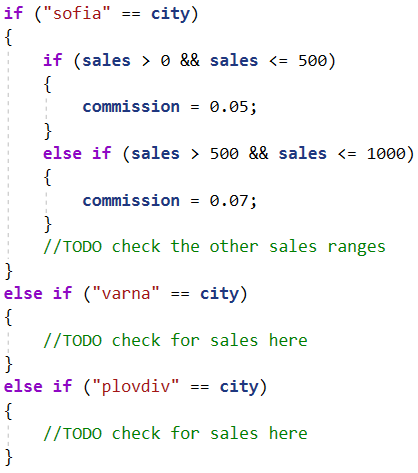 if ("sofia" == city)
{
    if (sales > 0 && sales <= 500)
    {
        commission = 0.05;
    }
    else if (sales > 500 && sales <= 1000)
    {
        commission = 0.07;
    }
    //TODO check the other sales ranges
}
else if ("varna" == city)
{
    //TODO check for sales here
}
else if ("plovdiv" == city)
{
    //TODO check for sales here
}